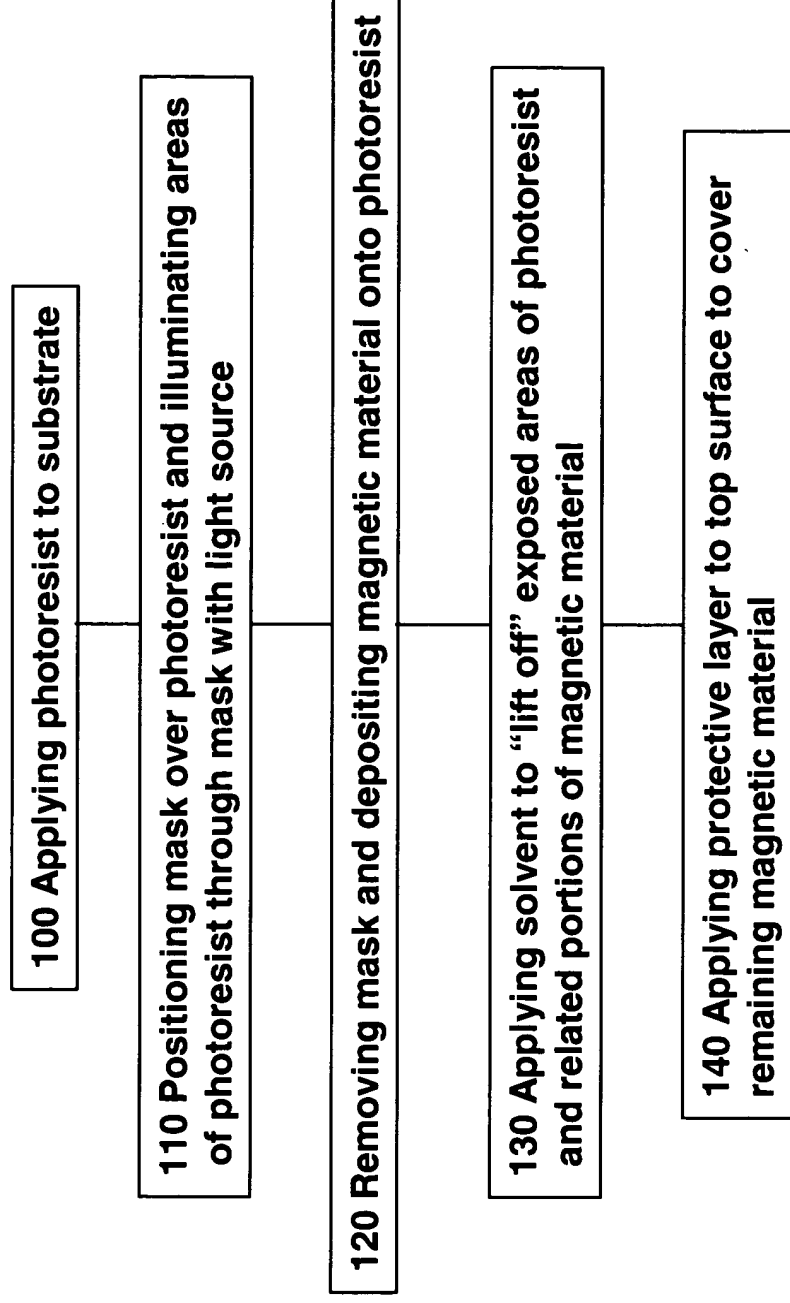 100 Applying photoresist to substrate
110 Positioning mask over photoresist and illuminating areas
of photoresist through mask with light source
120 Removing mask and depositing magnetic material onto photoresist
130 Applying solvent to “lift off” exposed areas of photoresist
and related portions of magnetic material
140 Applying protective layer to top surface to cover
remaining magnetic material